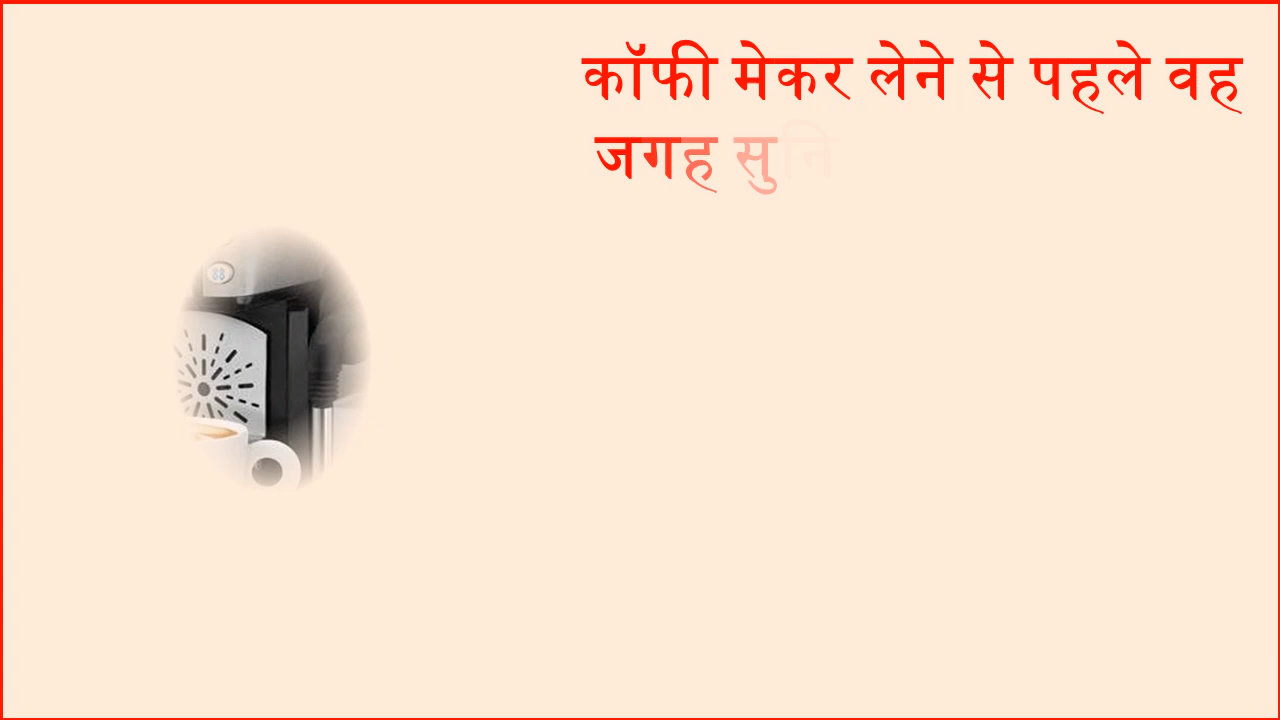 कॉफी मेकर लेने से पहले वह
जगह सुनि